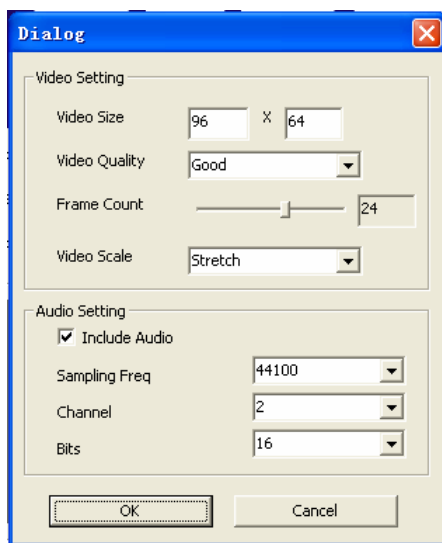 Dialog
Video Setting
Video Size 96 X 64
Video Quality Good
Frame Count 24
Video Scale Stretch
Audio Setting
Include Audio
Sampling Freq 44100
Channel 2
Bits 16
OK Cancel